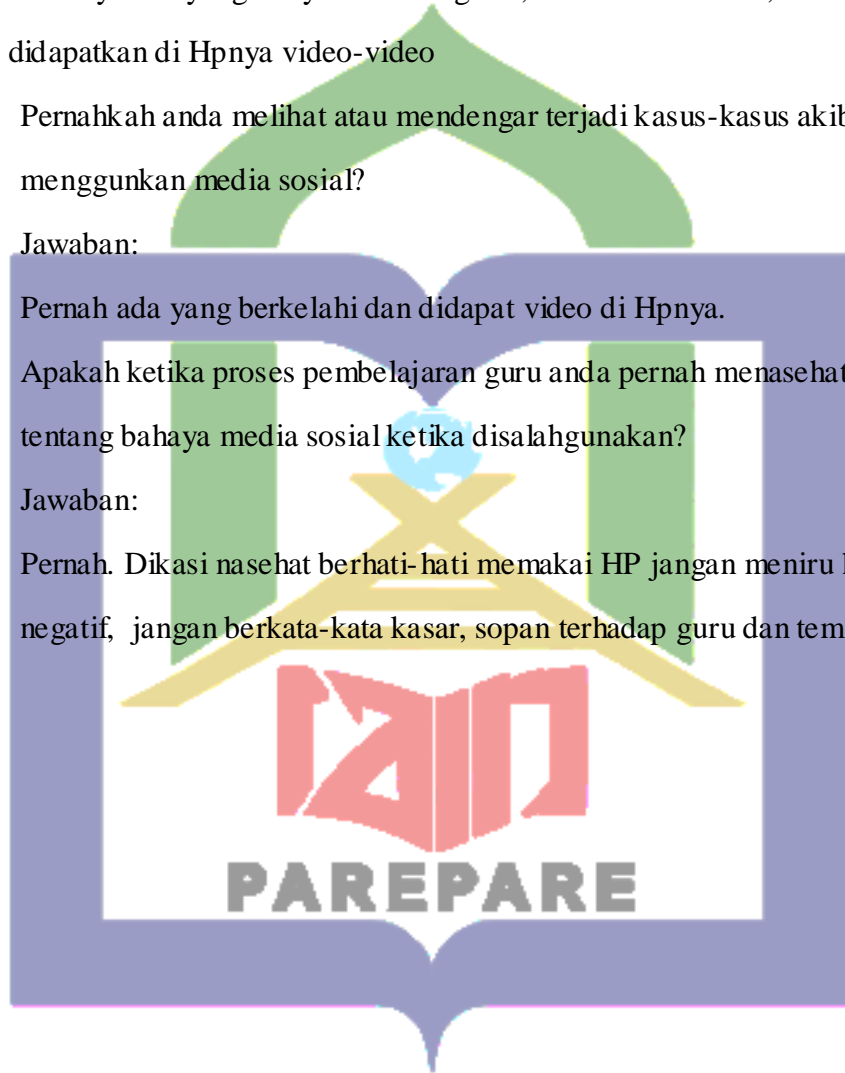 didapatkan di Hpnya video-video
Pernahkah anda melihat atau mendengar terjadi kasus-kasus
menggunkan media sosial?
Jawaban:
Pernah ada yang berkelahi dan didapat video di Hpnya.
Apakah ketika proses pembelajaran guru anda pernah
tentang bahaya media sosial ketika disalahgunakan?
Jawaban:
Pernah. Dikasi nasehat berhati-hati memakai HP jangan meniru
negatif, jangan berkata-kata kasar, sopan terhadap guru dan
IAIN
PAREPARE